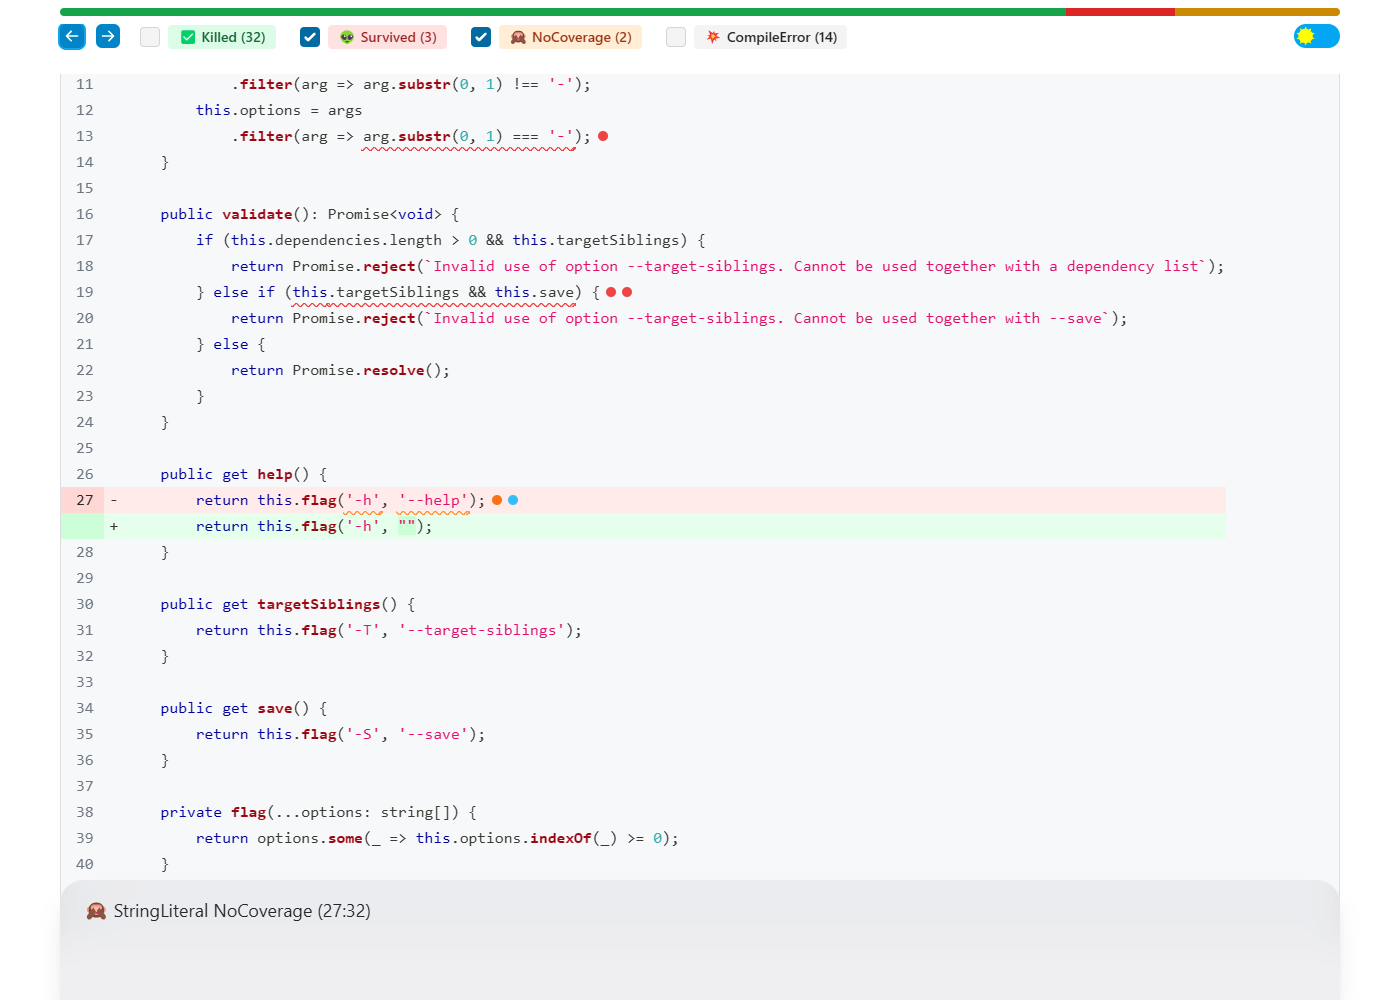 Killed (32) Survived (3) NoCoverage (2) CompileError (14)
11 .filter(arg => arg.substr(0, 1) !== '-');
12 this.options = args
13 .filter(arg => arg.substr(0, 1) === '-');
14 }
15
16 public validate(): Promise<void> {
17 if (this.dependencies.length > 0 && this.targetSiblings) {
18 return Promise.reject(`Invalid use of option --target-siblings. Cannot be used together with a dependency list`);
19 } else if (this.targetSiblings && this.save) {
20 return Promise.reject(`Invalid use of option --target-siblings. Cannot be used together with --save`);
21 } else {
22 return Promise.resolve();
23 }
24 }
25
26 public get help() {
27 - return this.flag('-h', '--help');
+ return this.flag('-h', "");
28 }
29
30 public get targetSiblings() {
31 return this.flag('-T', '--target-siblings');
32 }
33
34 public get save() {
35 return this.flag('-S', '--save');
36 }
37
38 private flag(...options: string[]) {
39 return options.some(_ => this.options.indexOf(_) >= 0);
40 }
StringLiteral NoCoverage (27:32)